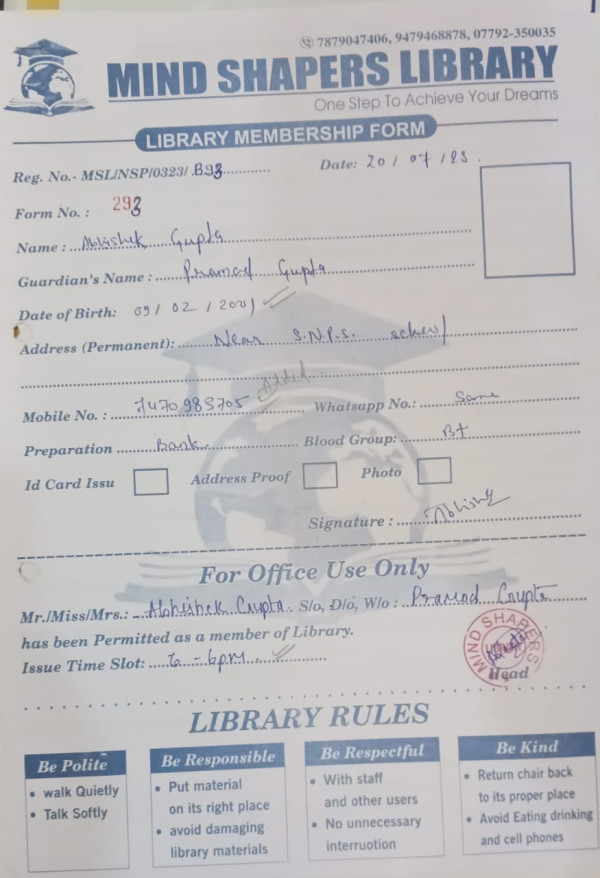 7879047406, 9479468878, 07792-350035
MIND SHAPERS LIBRARY
One Step To Achieve Your Dreams
LIBRARY MEMBERSHIP FORM
Reg. No.- MSL/NSP/0323/ B93 Date: 20 / 07 / 23
Form No. : 293
Name : Abhishek Gupta
Guardian's Name : Pramod Gupta
Date of Birth: 09 / 02 / 2001
Address (Permanent): Near S.N.P.S. school
Added
Mobile No. : 7470983705 Whatsapp No.: Same
Preparation Bank Blood Group: B+
Id Card Issu Address Proof Photo
Signature : Abhishek
For Office Use Only
Mr./Miss/Mrs.: Abhishek Gupta S/o, D/o, W/o : Pramod Gupta
has been Permitted as a member of Library.
Issue Time Slot: 6 - 6pm
MIND SHAPERS
Head
LIBRARY RULES
Be Polite
• walk Quietly
• Talk Softly
Be Responsible
• Put material
on its right place
• avoid damaging
library materials
Be Respectful
• With staff
and other users
• No unnecessary
interruotion
Be Kind
• Return chair back
to its proper place
• Avoid Eating drinking
and cell phones